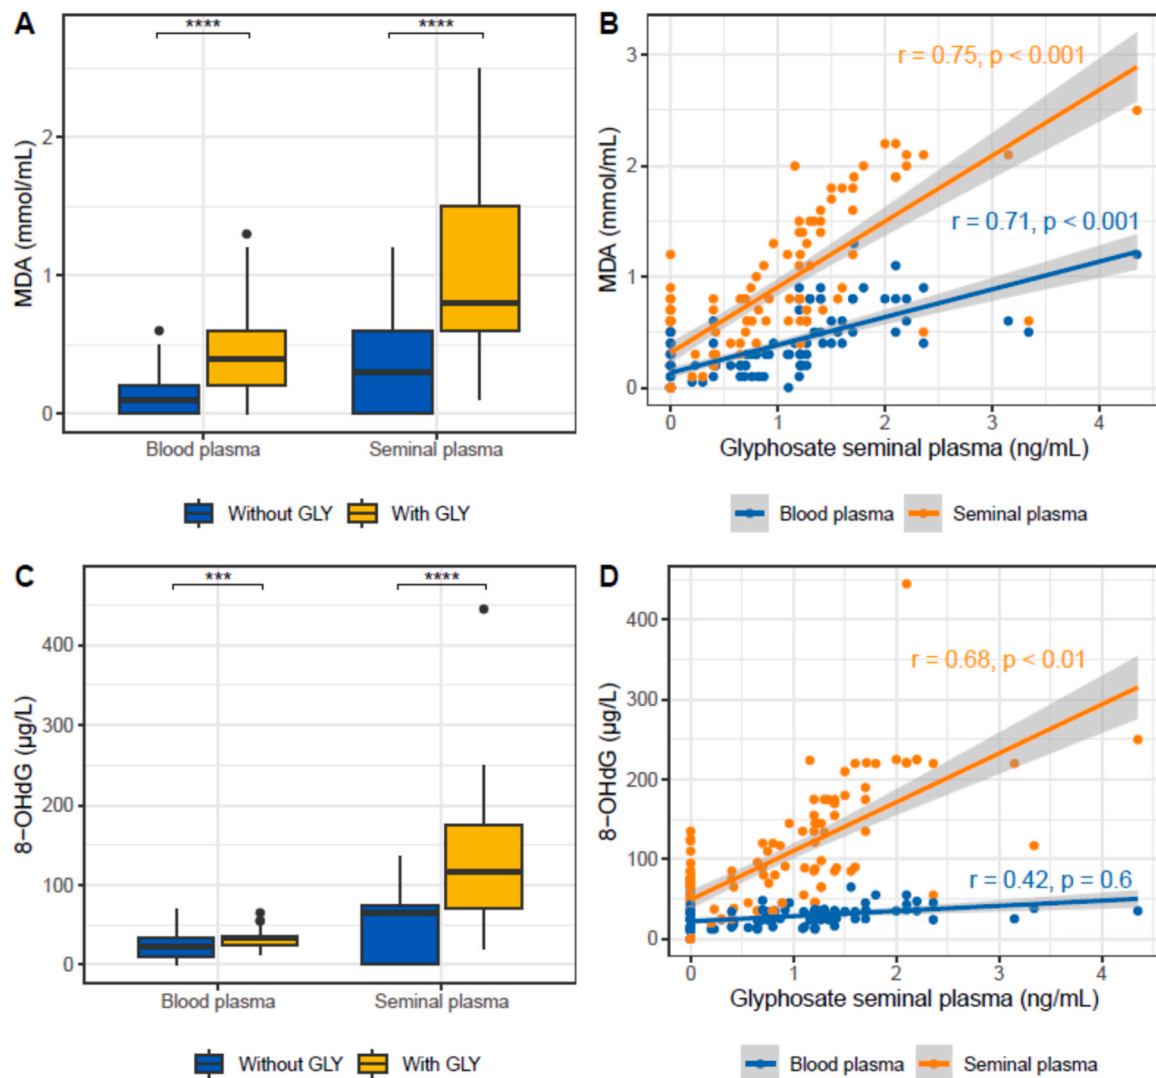 A
****
****
MDA (mmol/mL)
2
1
0
Blood plasma
Seminal plasma
Without GLY
With GLY
B
r = 0.75, p < 0.001
r = 0.71, p < 0.001
MDA (mmol/mL)
3
2
1
0
0 1 2 3 4
Glyphosate seminal plasma (ng/mL)
Blood plasma
Seminal plasma
C
***
****
8−OHdG (µg/L)
400
300
200
100
0
Blood plasma
Seminal plasma
Without GLY
With GLY
D
r = 0.68, p < 0.01
r = 0.42, p = 0.6
8−OHdG (µg/L)
400
300
200
100
0
0 1 2 3 4
Glyphosate seminal plasma (ng/mL)
Blood plasma
Seminal plasma